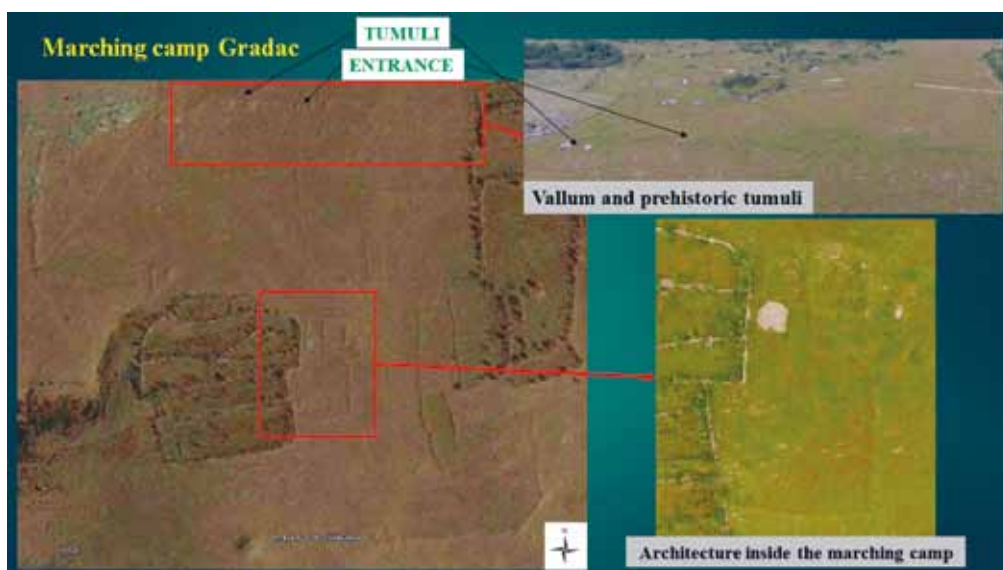 Marching camp Gradac
TUMULI
ENTRANCE
Vallum and prehistoric tumuli
Architecture inside the marching camp